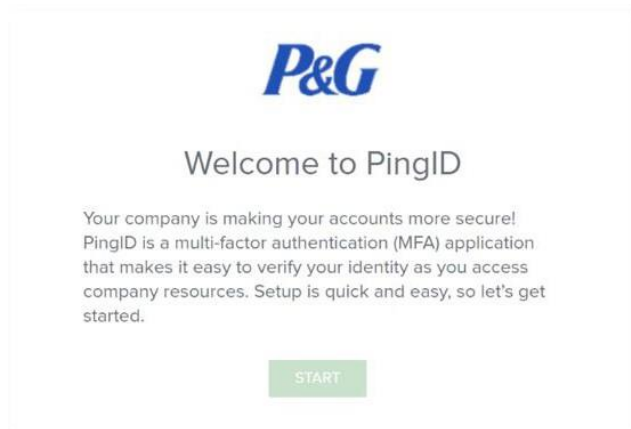 P&G
Welcome to PingID
Your company is making your accounts more secure!
PingID is a multi-factor authentication (MFA) application
that makes it easy to verify your identity as you access
company resources. Setup is quick and easy, so let's get
started.
START